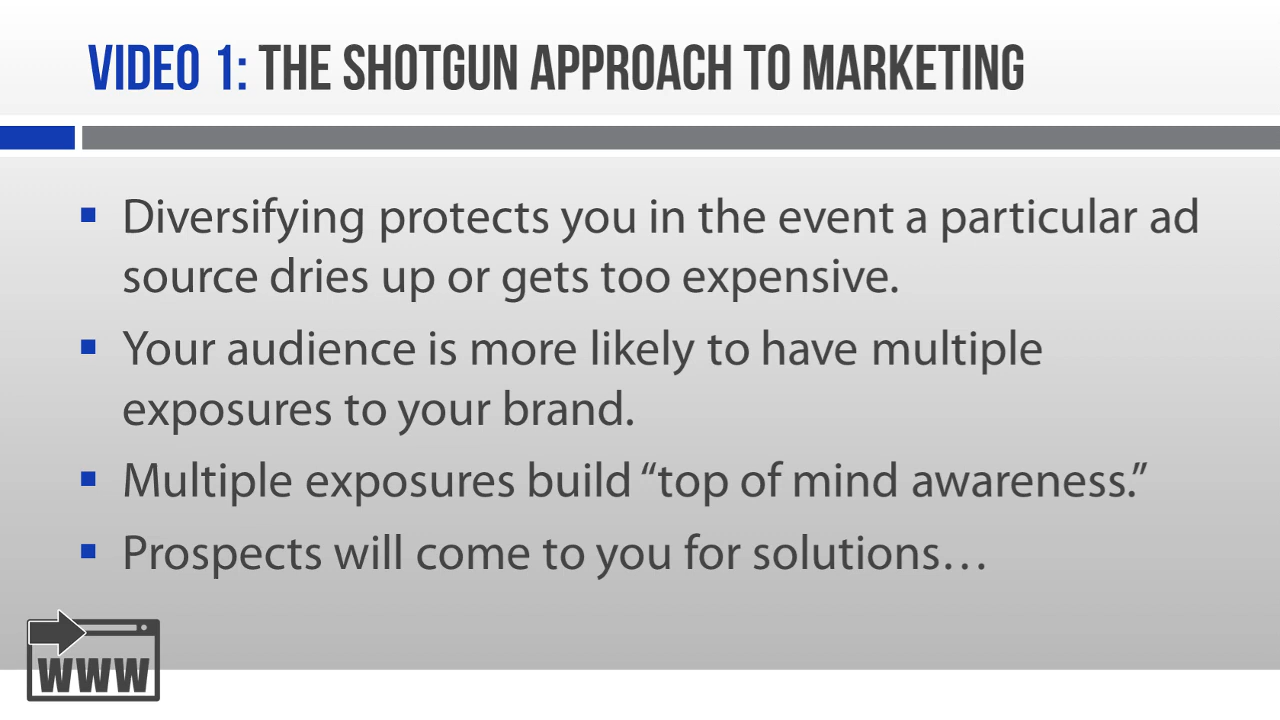 VIDEO 1: THE SHOTGUN APPROACH TO MARKETING
▪ Diversifying protects you in the event a particular ad
source dries up or gets too expensive.
▪ Your audience is more likely to have multiple
exposures to your brand.
▪ Multiple exposures build “top of mind awareness.”
▪ Prospects will come to you for solutions…
WWW